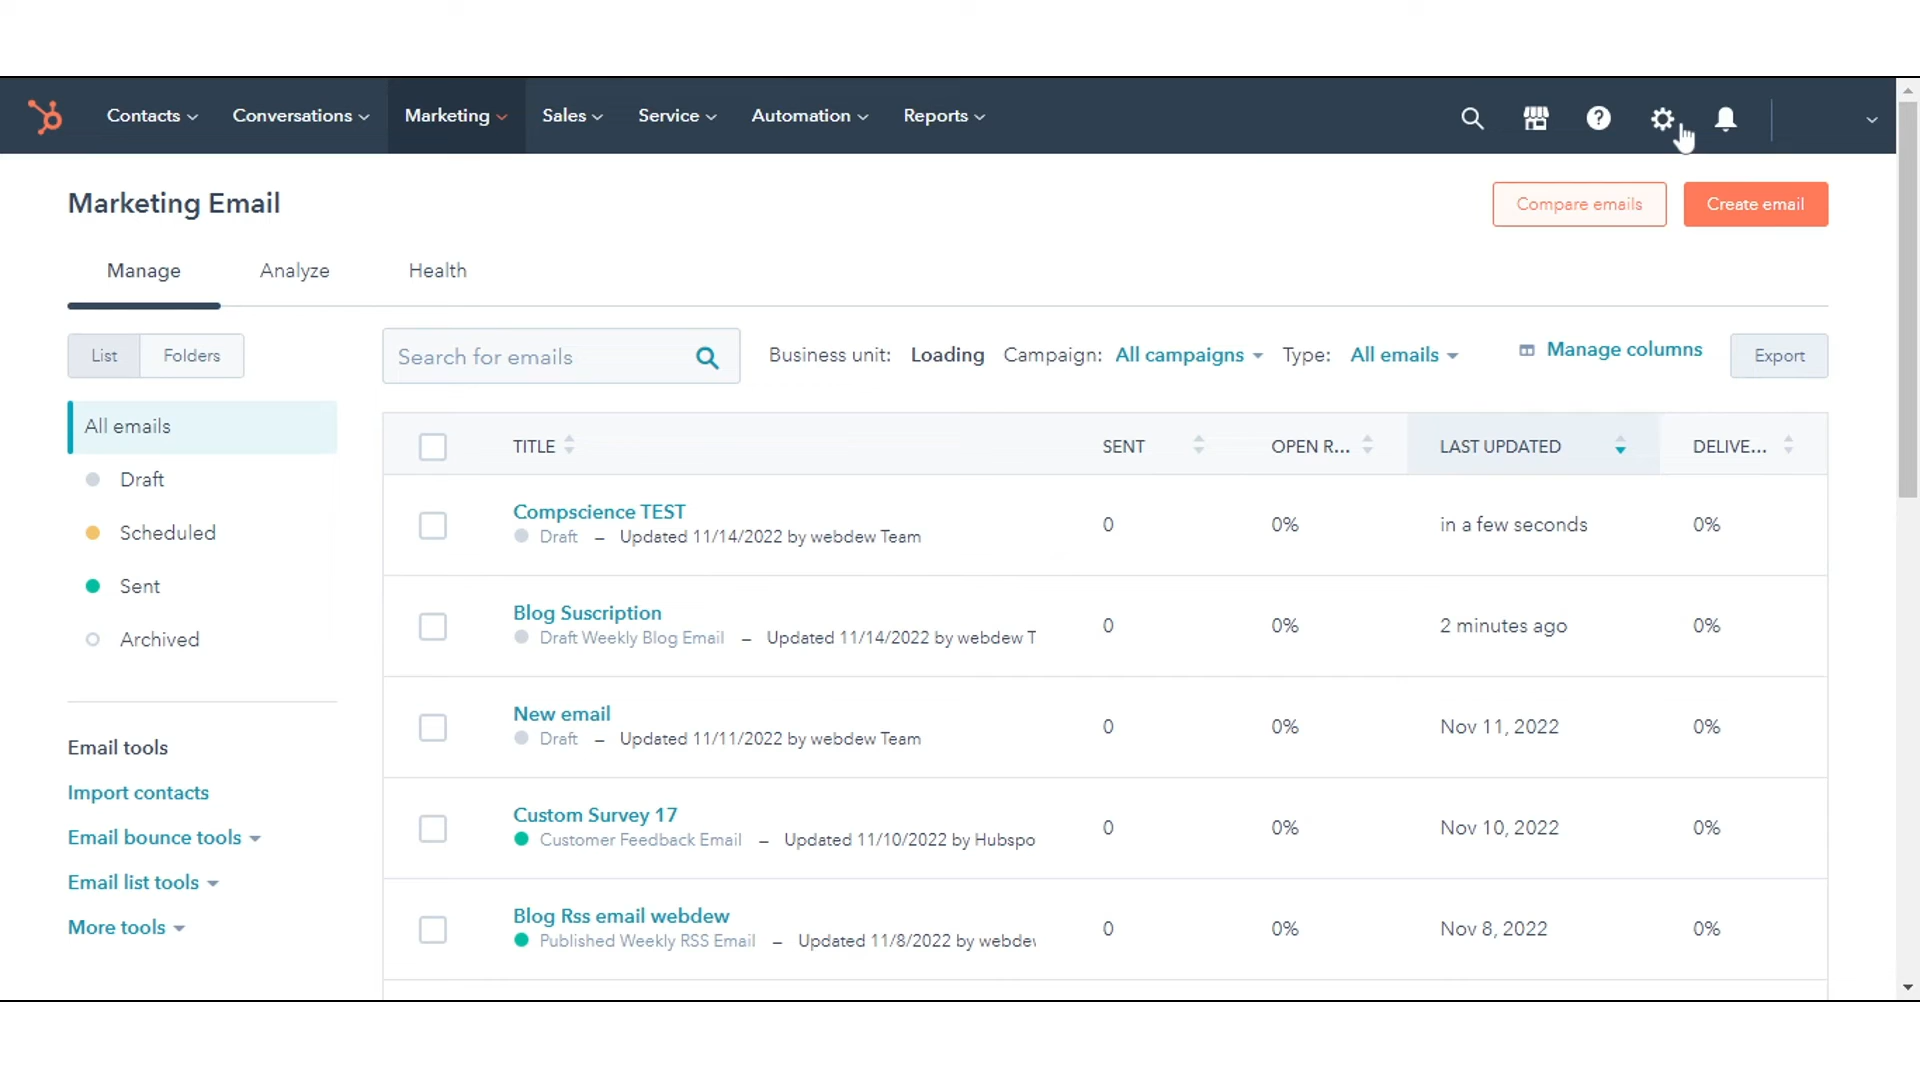 Contacts Conversations Marketing Sales Service Automation Reports
Marketing Email
Compare emails Create email
Manage Analyze Health
List Folders
Search for emails
Business unit: Loading Campaign: All campaigns Type: All emails
Manage columns
Export
All emails
Draft
Scheduled
Sent
Archived
Email tools
Import contacts
Email bounce tools
Email list tools
More tools
TITLE SENT OPEN R... LAST UPDATED DELIVE...
Compscience TEST
Draft – Updated 11/14/2022 by webdew Team
0 0% in a few seconds 0%
Blog Suscription
Draft Weekly Blog Email – Updated 11/14/2022 by webdew T
0 0% 2 minutes ago 0%
New email
Draft – Updated 11/11/2022 by webdew Team
0 0% Nov 11, 2022 0%
Custom Survey 17
Customer Feedback Email – Updated 11/10/2022 by Hubspo
0 0% Nov 10, 2022 0%
Blog Rss email webdew
Published Weekly RSS Email – Updated 11/8/2022 by webde
0 0% Nov 8, 2022 0%